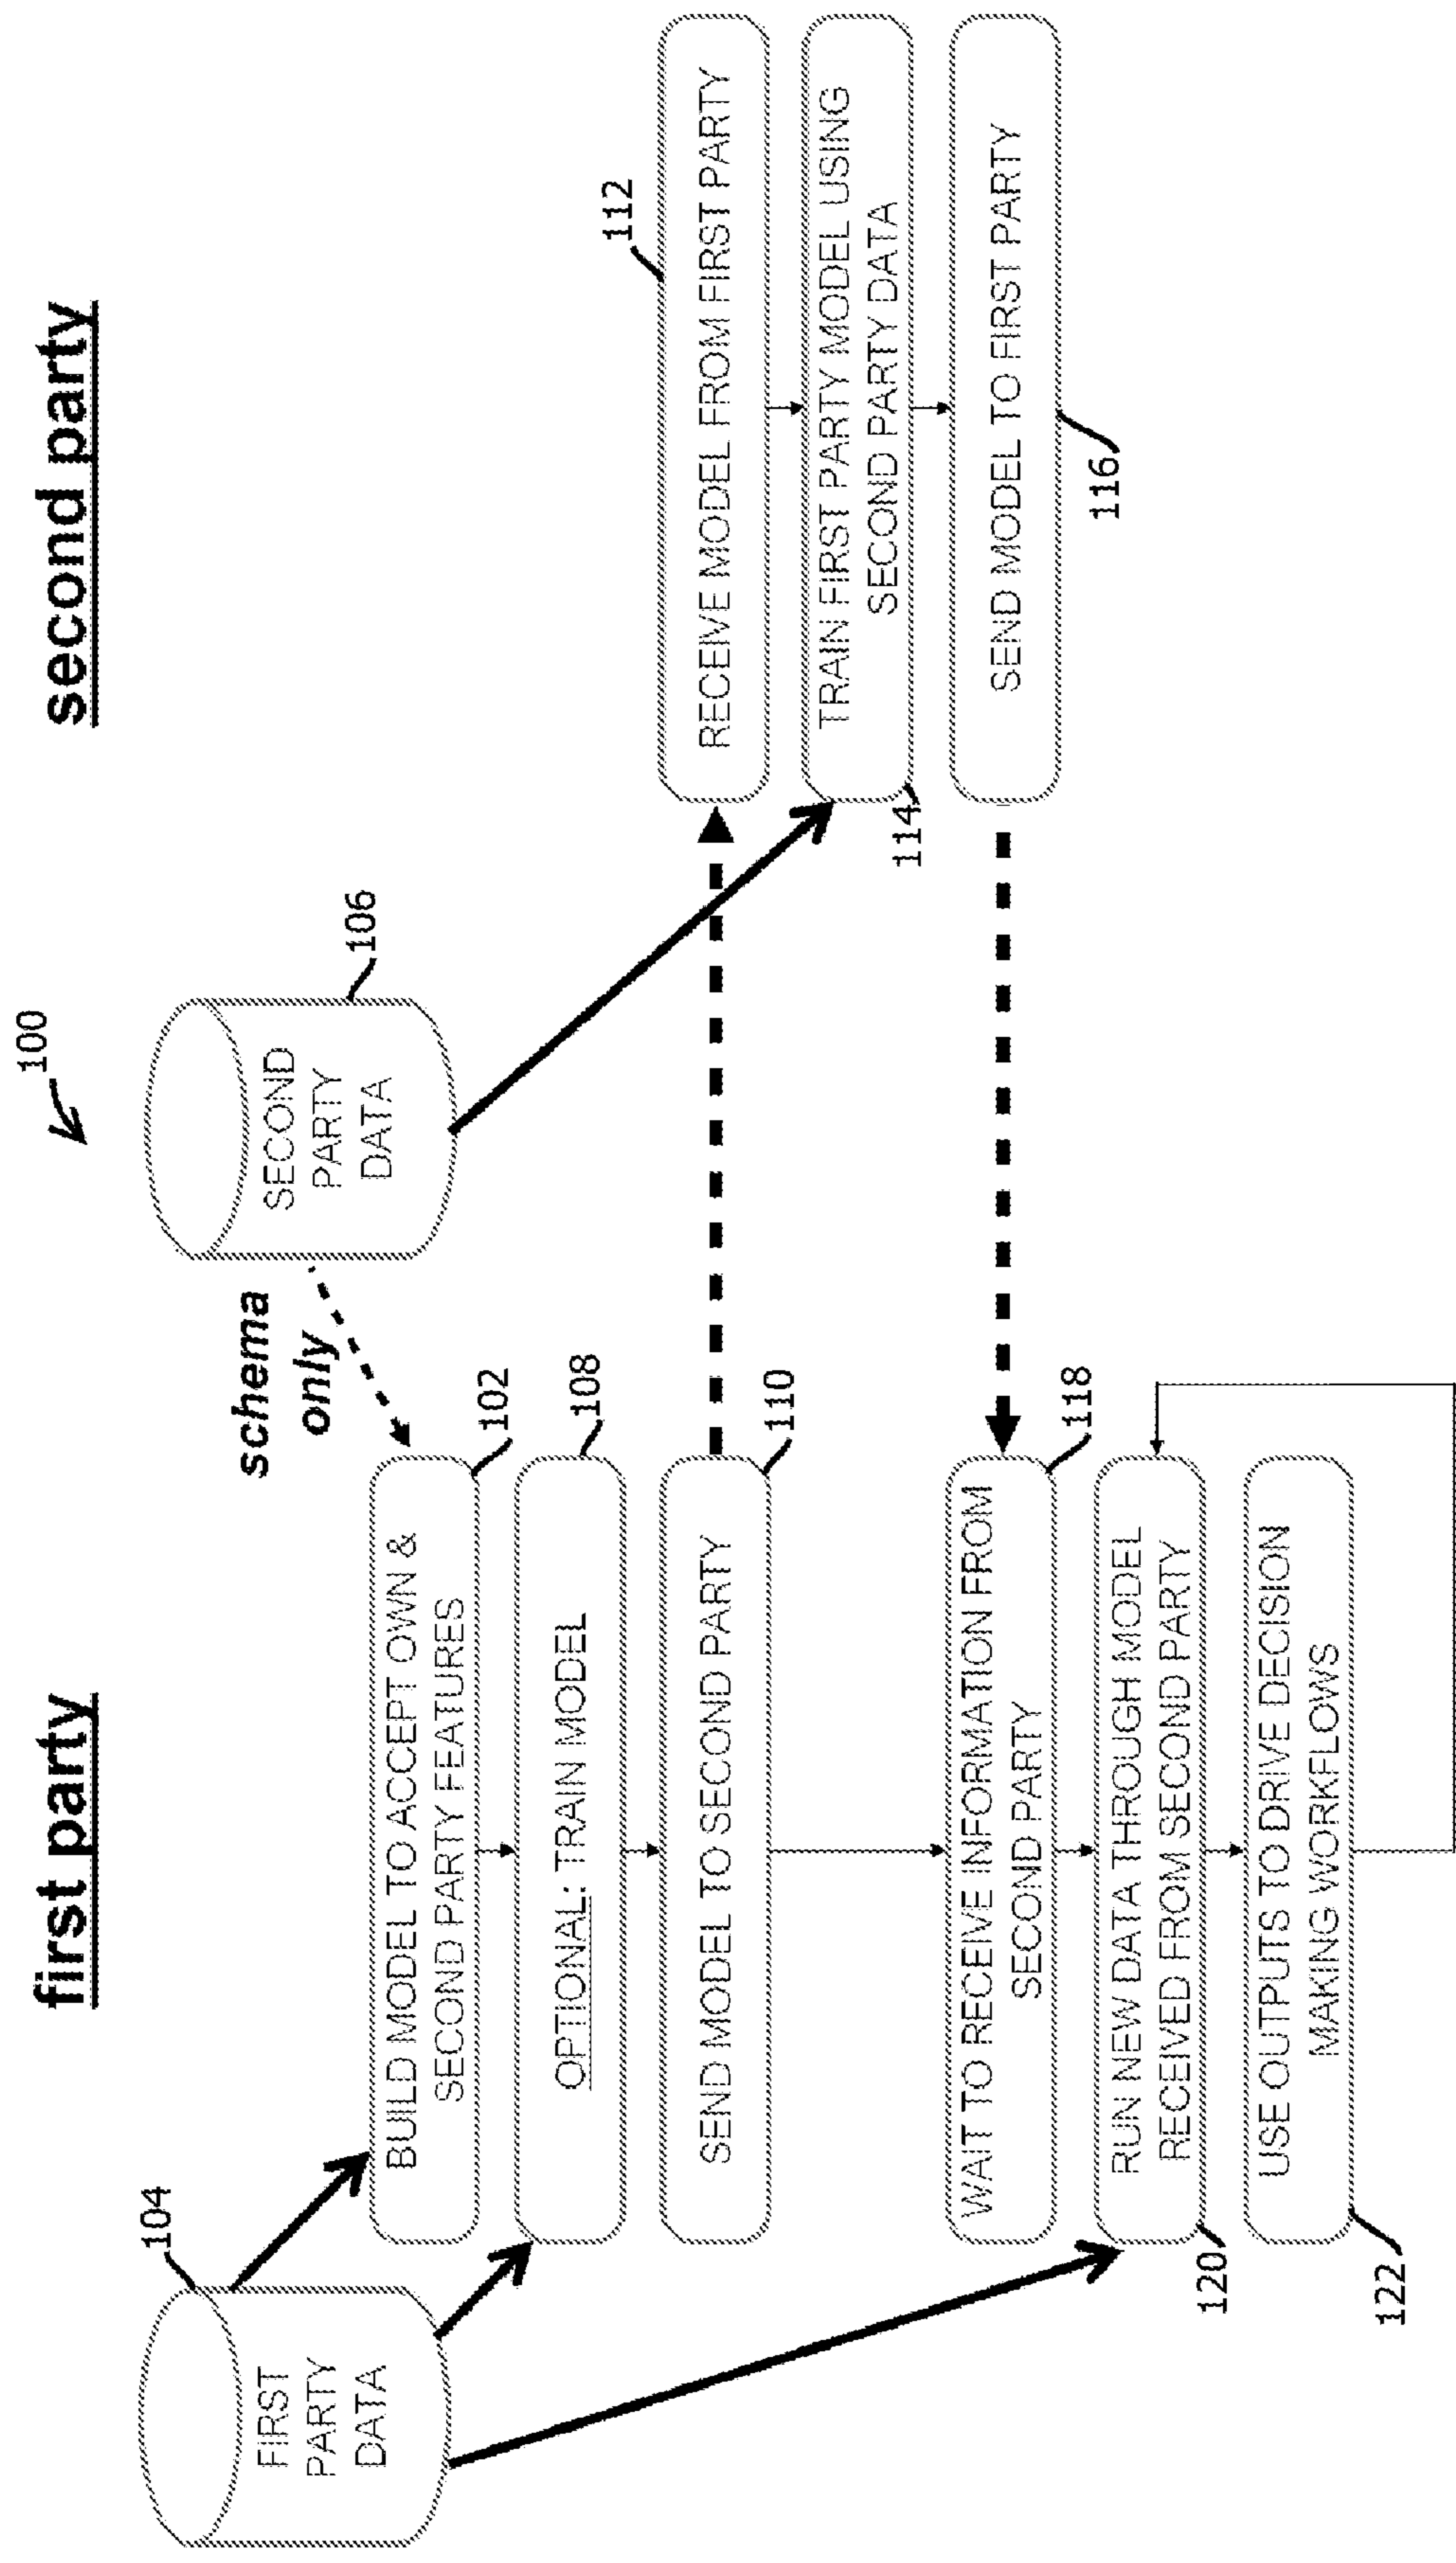 first party
second party
100
104
FIRST
PARTY
DATA
schema
only
SECOND
PARTY
DATA
106
BUILD MODEL TO ACCEPT OWN &
SECOND PARTY FEATURES
102
OPTIONAL: TRAIN MODEL
108
SEND MODEL TO SECOND PARTY
110
112
RECEIVE MODEL FROM FIRST PARTY
TRAIN FIRST PARTY MODEL USING
SECOND PARTY DATA
114
SEND MODEL TO FIRST PARTY
116
WAIT TO RECEIVE INFORMATION FROM
SECOND PARTY
118
RUN NEW DATA THROUGH MODEL
RECEIVED FROM SECOND PARTY
120
USE OUTPUTS TO DRIVE DECISION
MAKING WORKFLOWS
122